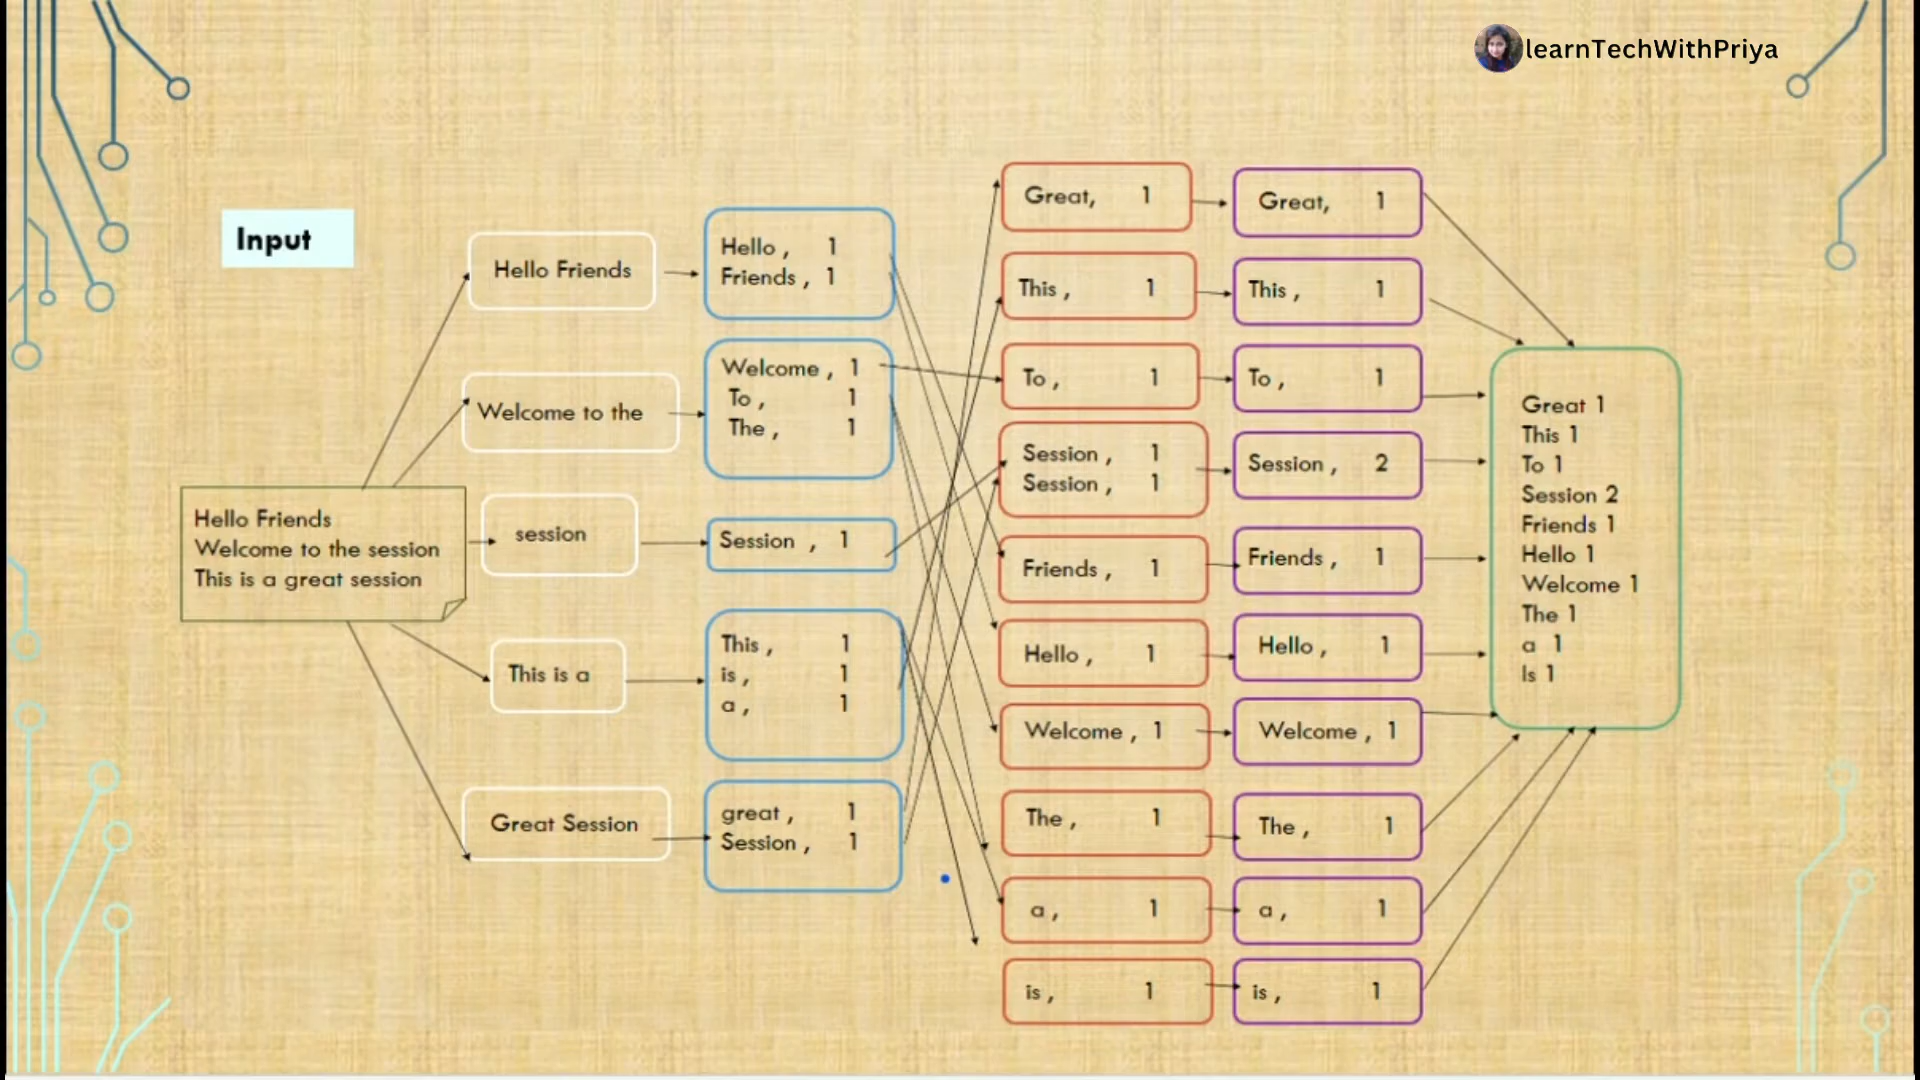 learnTechWithPriya
Input
Hello Friends
Welcome to the session
This is a great session
Hello Friends
Welcome to the
session
This is a
Great Session
Hello , 1
Friends , 1
Welcome , 1
To , 1
The , 1
Session , 1
This , 1
is , 1
a , 1
great , 1
Session , 1
Great, 1
This , 1
To , 1
Session , 1
Session , 1
Friends , 1
Hello , 1
Welcome , 1
The , 1
a , 1
is , 1
Great, 1
This , 1
To , 1
Session , 2
Friends , 1
Hello , 1
Welcome , 1
The , 1
a , 1
is , 1
Great 1
This 1
To 1
Session 2
Friends 1
Hello 1
Welcome 1
The 1
a 1
Is 1